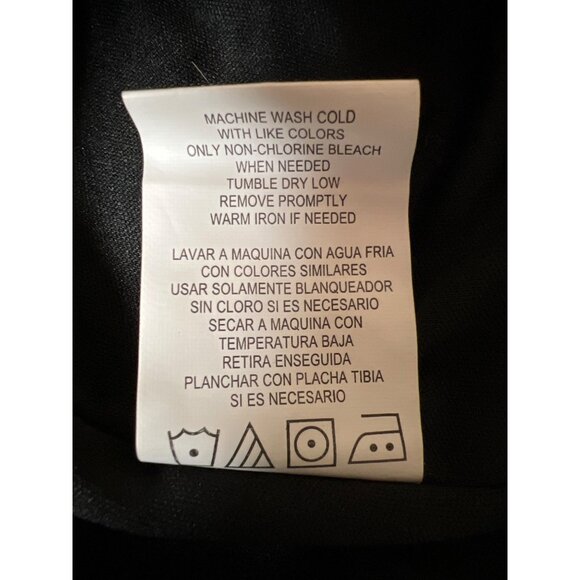 MACHINE WASH COLD
WITH LIKE COLORS
ONLY NON-CHLORINE BLEACH
WHEN NEEDED
TUMBLE DRY LOW
REMOVE PROMPTLY
WARM IRON IF NEEDED
LAVAR A MAQUINA CON AGUA FRIA
CON COLORES SIMILARES
USAR SOLAMENTE BLANQUEADOR
SIN CLORO SI ES NECESARIO
SECAR A MAQUINA CON
TEMPERATURA BAJA
RETIRA ENSEGUIDA
PLANCHAR CON PLACHA TIBIA
SI ES NECESARIO